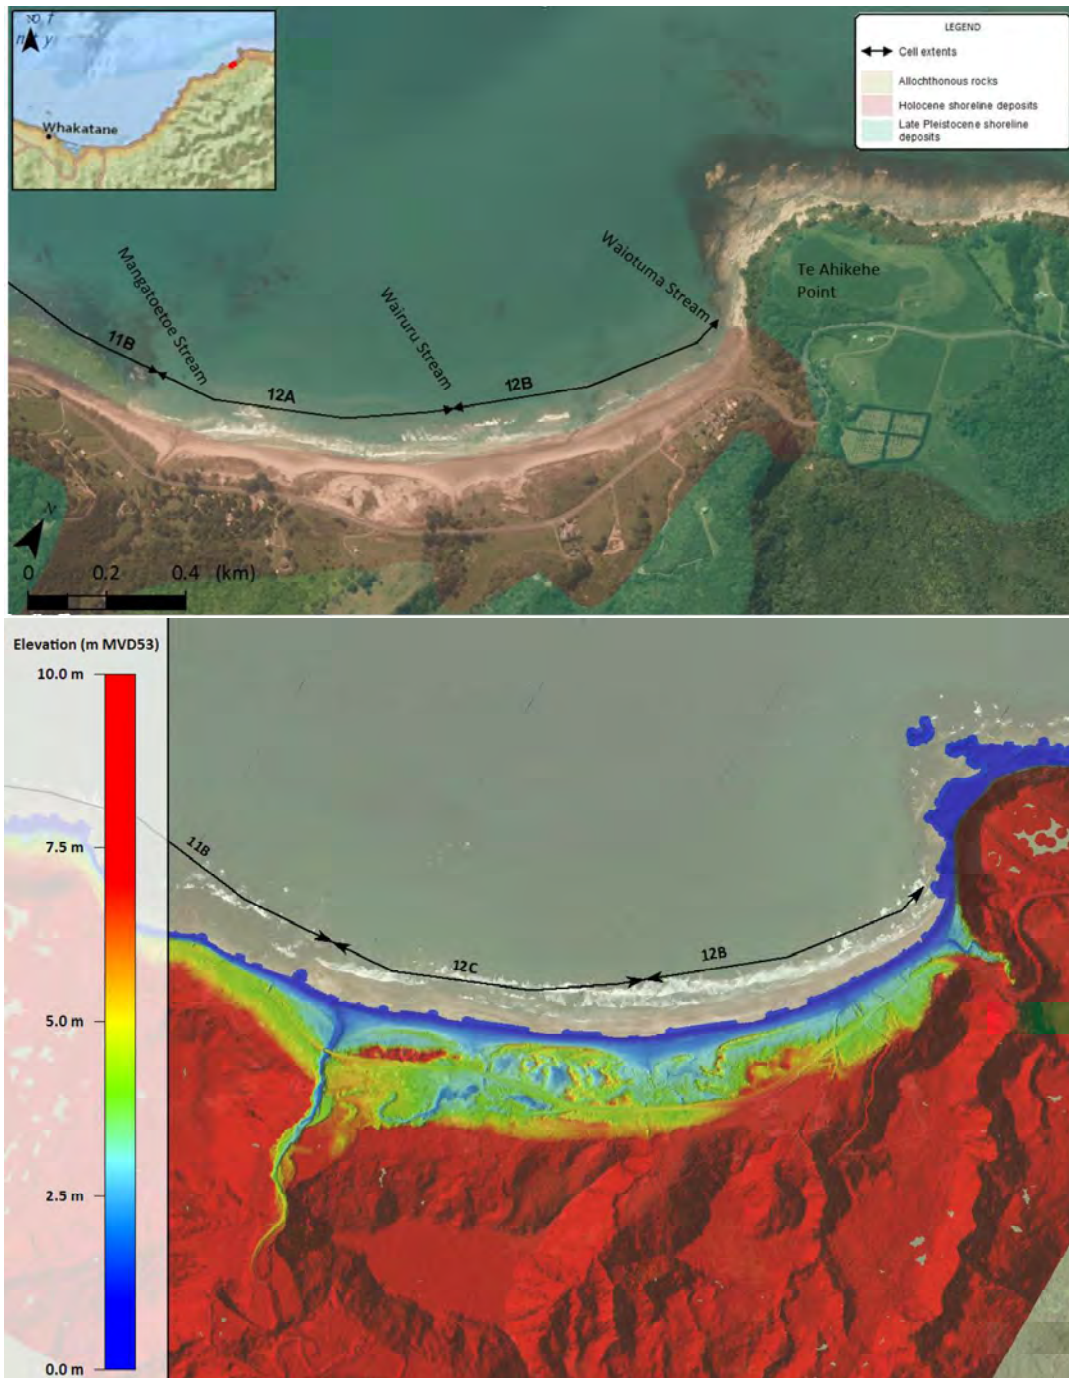 N o f
n y
Whakatane
LEGEND
Cell extents
Allochthonous rocks
Holocene shoreline deposits
Late Pleistocene shoreline
deposits
Mangatoetoe Stream
Wairuru Stream
Waiotuma Stream
Te Ahikehe
Point
11B
12A
12B
N
0 0.2 0.4 (km)
Elevation (m MVD53)
10.0 m
7.5 m
5.0 m
2.5 m
0.0 m
11B
12C
12B